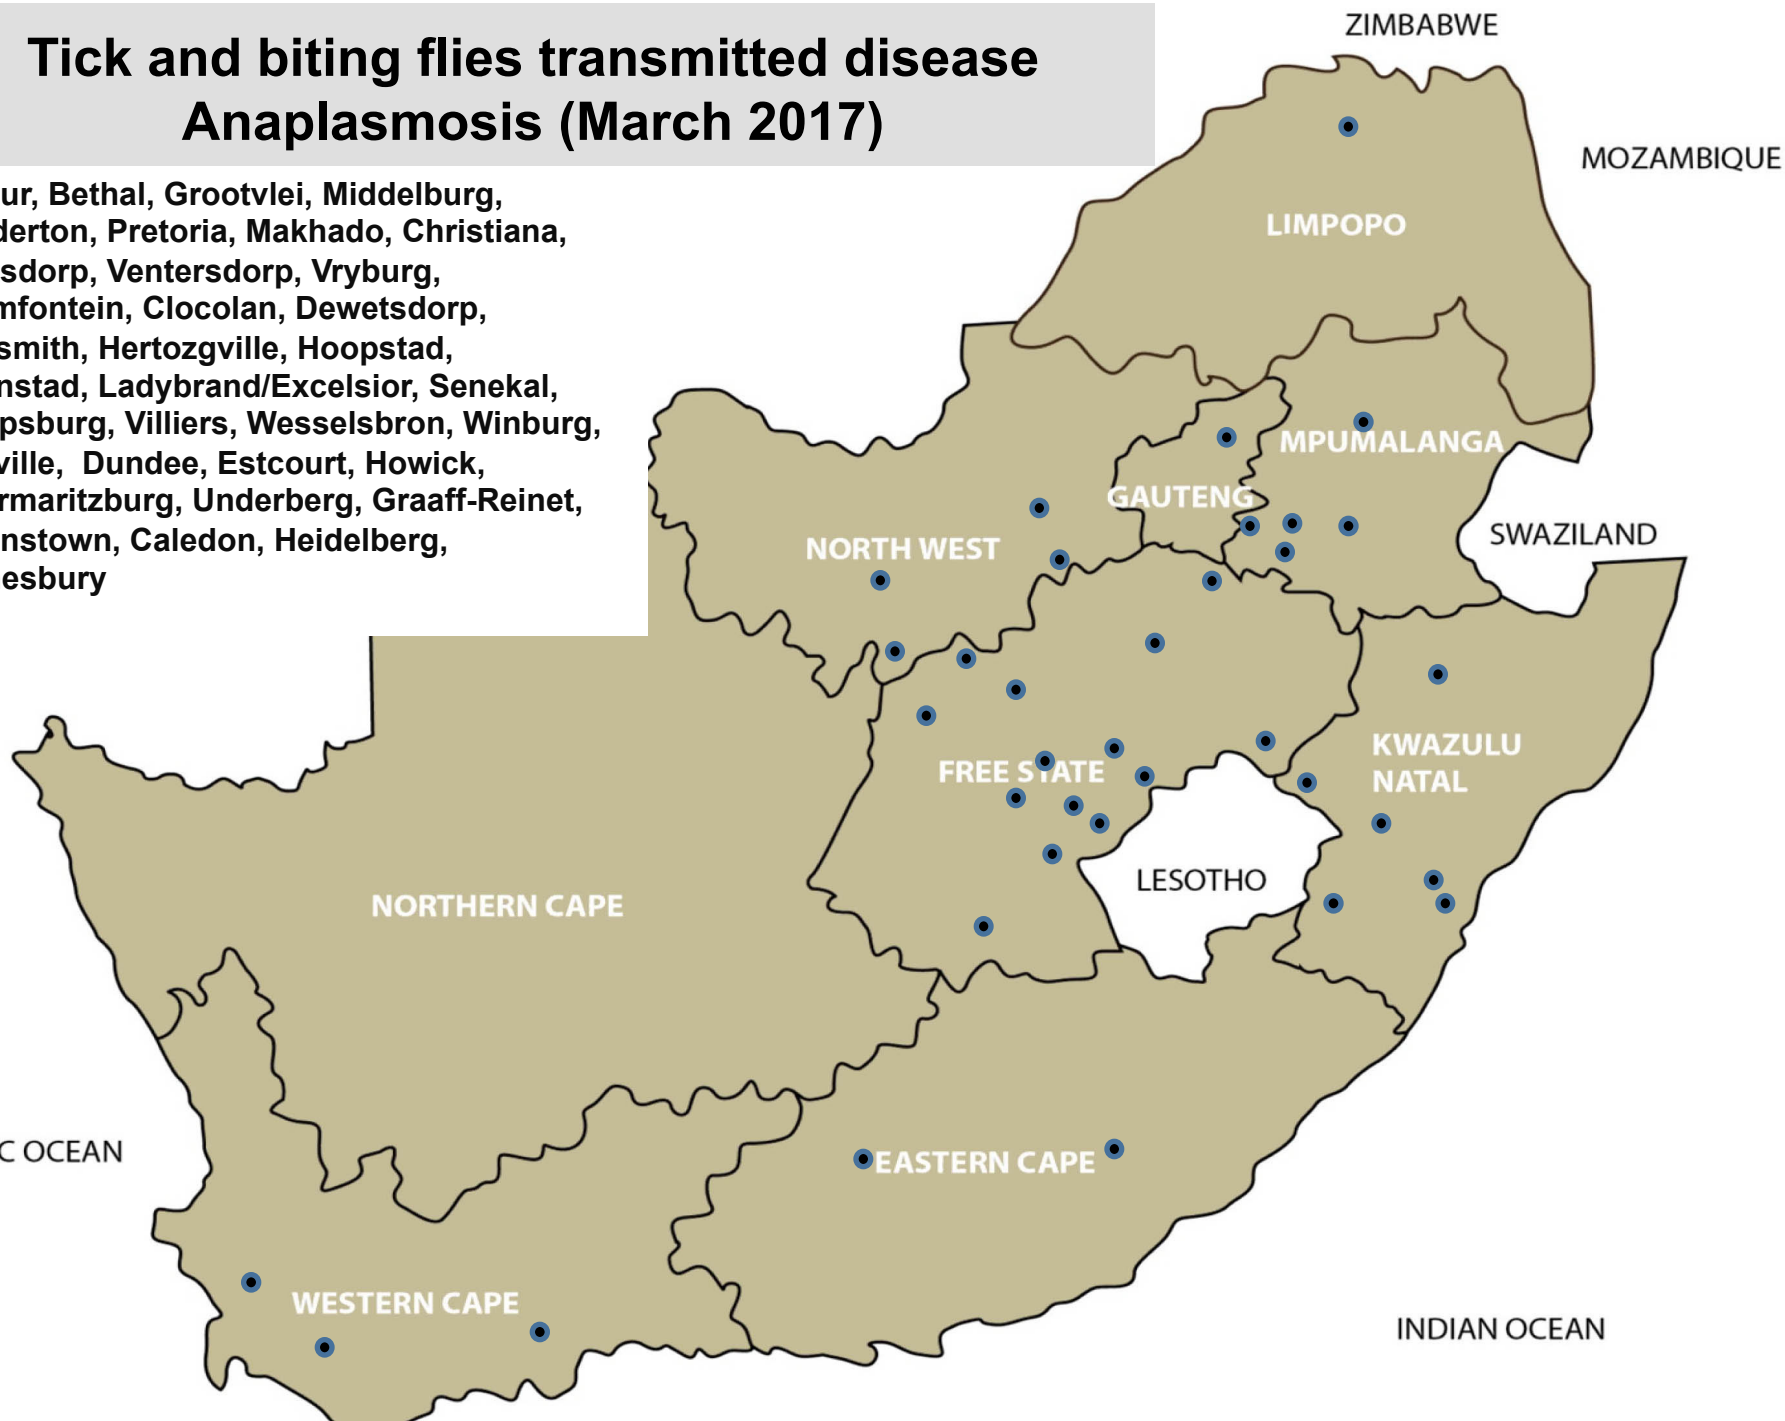 Tick and biting flies transmitted disease
Anaplasmosis (March 2017)
ur, Bethal, Grootvlei, Middelburg,
derton, Pretoria, Makhado, Christiana,
sdorp, Ventersdorp, Vryburg,
mfontein, Clocolan, Dewetsdorp,
smith, Hertozgville, Hoopstad,
nstad, Ladybrand/Excelsior, Senekal,
psburg, Villiers, Wesselsbron, Winburg,
ville, Dundee, Estcourt, Howick,
rmaritzburg, Underberg, Graaff-Reinet,
nstown, Caledon, Heidelberg,
esbury
ZIMBABWE
MOZAMBIQUE
LIMPOPO
MPUMALANGA
GAUTENG
SWAZILAND
NORTH WEST
KWAZULU
NATAL
FREE STATE
LESOTHO
NORTHERN CAPE
C OCEAN
EASTERN CAPE
WESTERN CAPE
INDIAN OCEAN